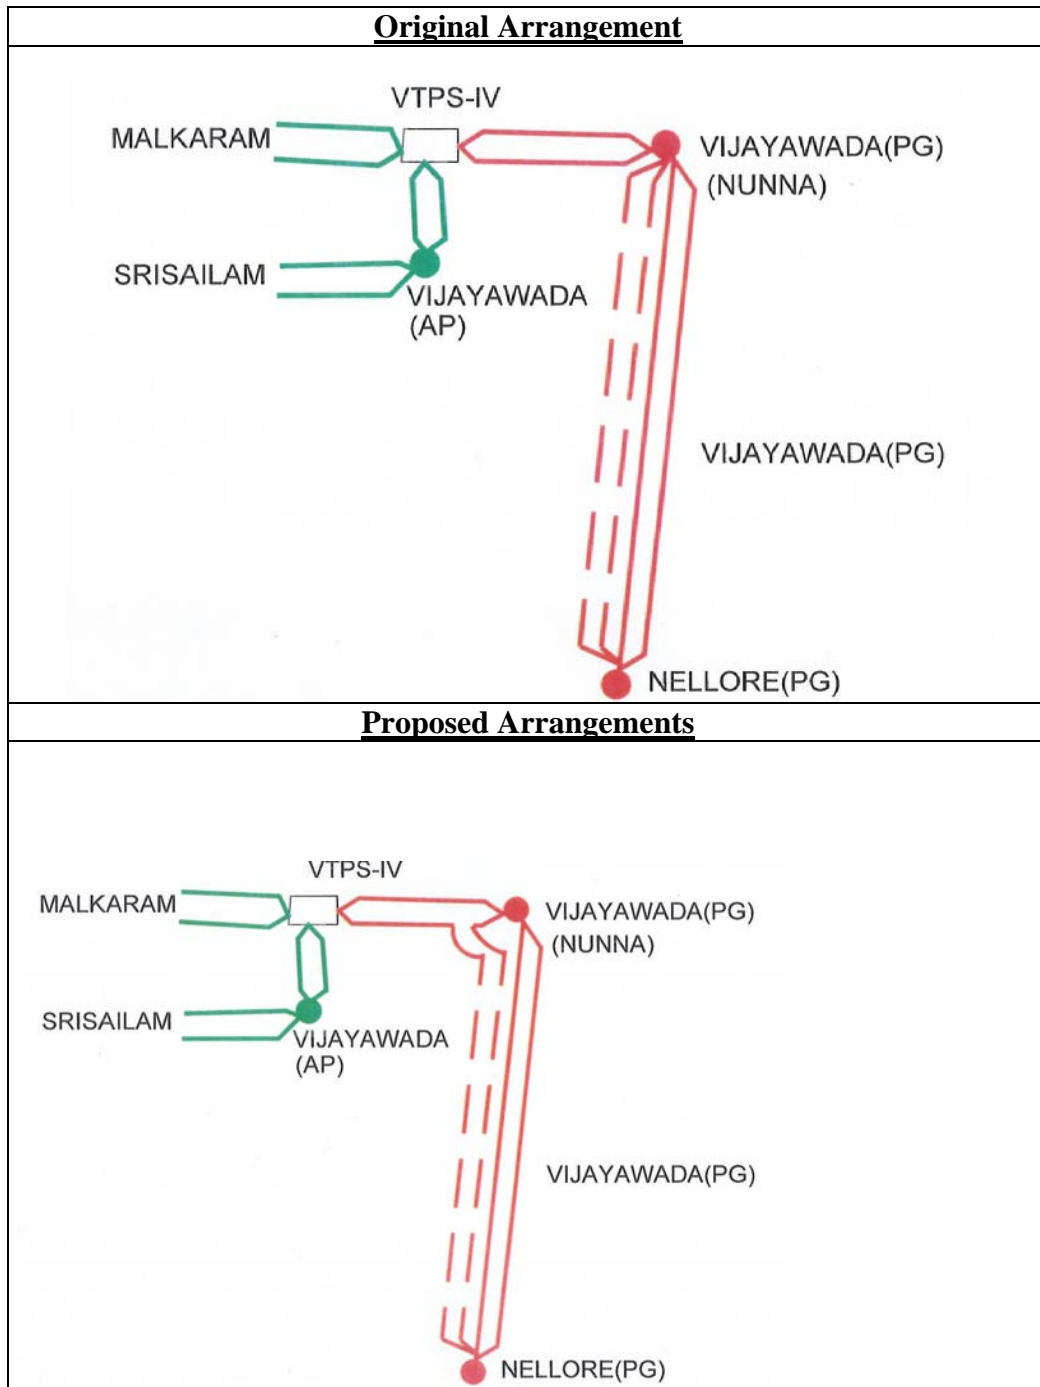 Original Arrangement
VTPS-IV
MALKARAM
VIJAYAWADA(PG)
(NUNNA)
SRISAILAM
VIJAYAWADA
(AP)
VIJAYAWADA(PG)
NELLORE(PG)
Proposed Arrangements
VTPS-IV
MALKARAM
VIJAYAWADA(PG)
(NUNNA)
SRISAILAM
VIJAYAWADA
(AP)
VIJAYAWADA(PG)
NELLORE(PG)